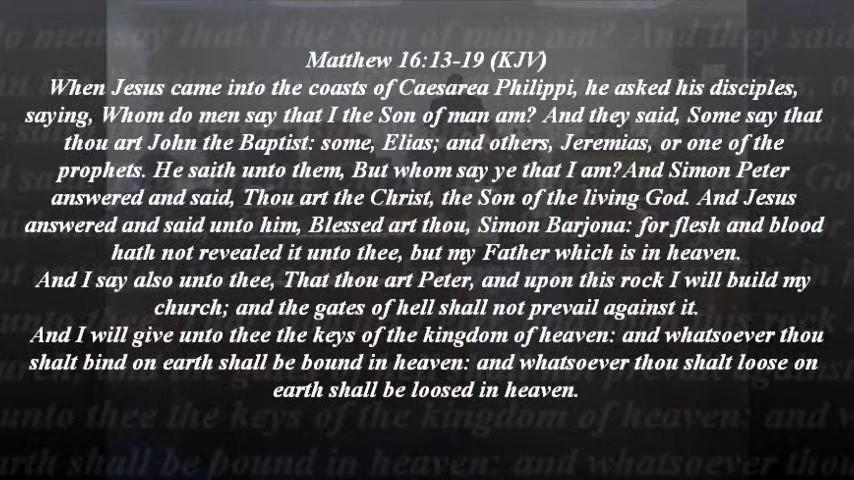 Matthew 16:13-19 (KJV)
When Jesus came into the coasts of Caesarea Philippi, he asked his disciples,
saying, Whom do men say that I the Son of man am? And they said, Some say that
thou art John the Baptist: some, Elias; and others, Jeremias, or one of the
prophets. He saith unto them, But whom say ye that I am?And Simon Peter
answered and said, Thou art the Christ, the Son of the living God. And Jesus
answered and said unto him, Blessed art thou, Simon Barjona: for flesh and blood
hath not revealed it unto thee, but my Father which is in heaven.
And I say also unto thee, That thou art Peter, and upon this rock I will build my
church; and the gates of hell shall not prevail against it.
And I will give unto thee the keys of the kingdom of heaven: and whatsoever thou
shalt bind on earth shall be bound in heaven: and whatsoever thou shalt loose on
earth shall be loosed in heaven.